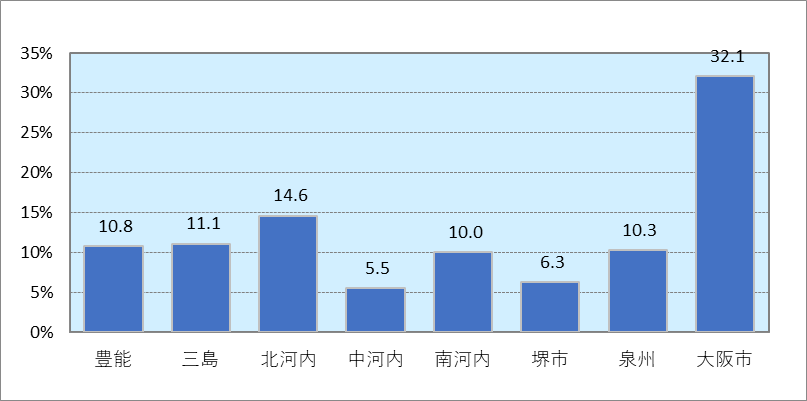 35%
30%
25%
20%
15%
10%
5%
0%
10.8
11.1
14.6
5.5
10.0
6.3
10.3
32.1
豊能
三島
北河内
中河内
南河内
堺市
泉州
大阪市